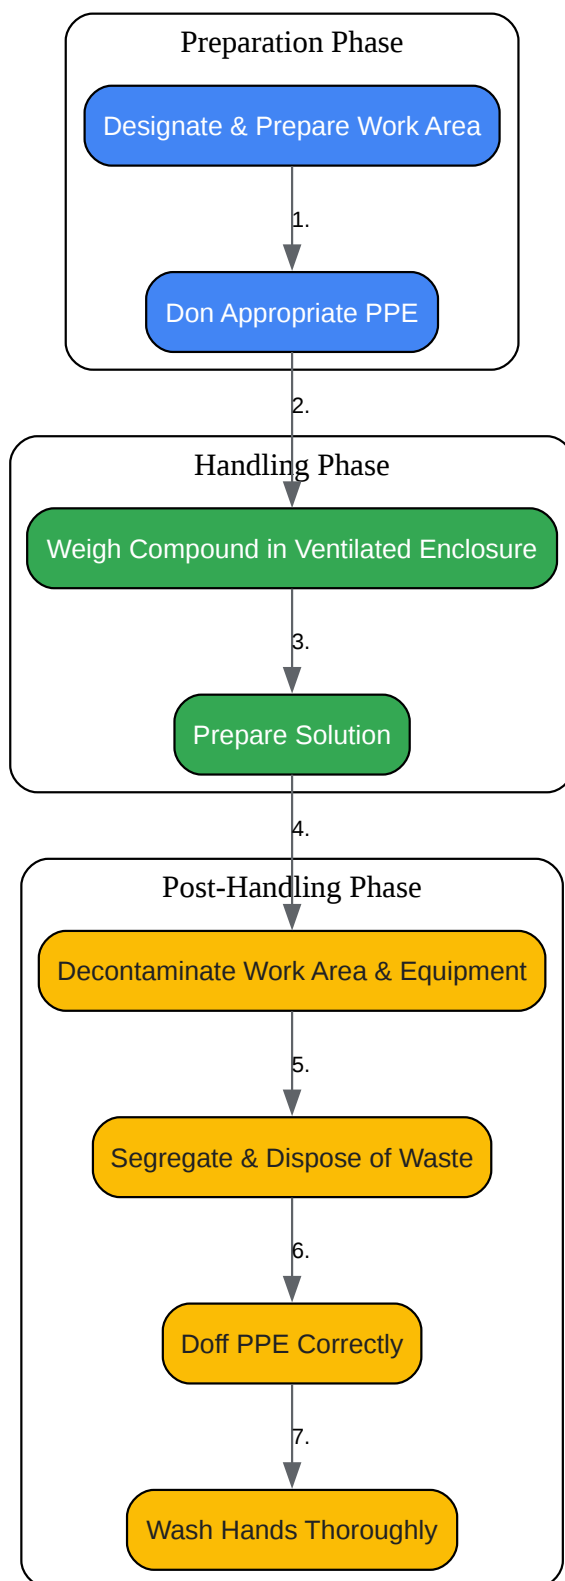 Preparation Phase
Designate & Prepare Work Area
1.
Don Appropriate PPE
2.
Handling Phase
Weigh Compound in Ventilated Enclosure
3.
Prepare Solution
4.
Post-Handling Phase
Decontaminate Work Area & Equipment
5.
Segregate & Dispose of Waste
6.
Doff PPE Correctly
7.
Wash Hands Thoroughly